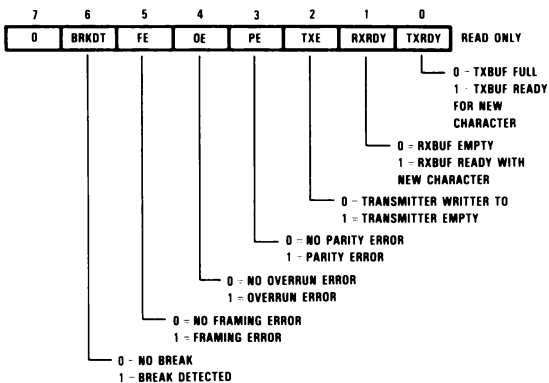 7 6 5 4 3 2 1 0
0 BRKDT FE OE PE TXE RXRDY TXRDY READ ONLY
0 - TXBUF FULL
1 - TXBUF READY
FOR NEW
CHARACTER
0 = RXBUF EMPTY
1 = RXBUF READY WITH
NEW CHARACTER
0 - TRANSMITTER WRITTER TO
1 = TRANSMITTER EMPTY
0 = NO PARITY ERROR
1 - PARITY ERROR
0 = NO OVERRUN ERROR
1 = OVERRUN ERROR
0 = NO FRAMING ERROR
1 = FRAMING ERROR
0 - NO BREAK
1 - BREAK DETECTED